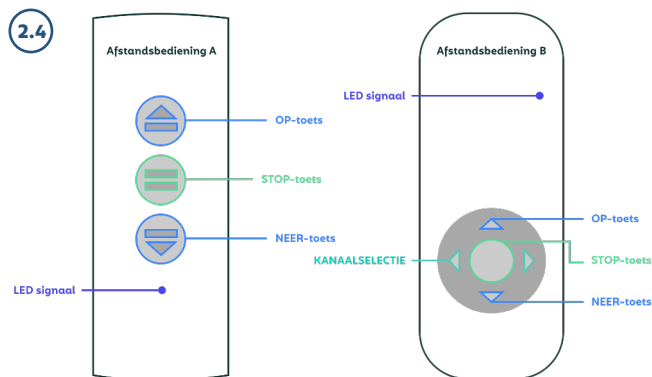 2.4
Afstandsbediening A
OP-toets
STOP-toets
NEER-toets
LED signaal
Afstandsbediening B
LED signaal
OP-toets
KANAALSELECTIE
STOP-toets
NEER-toets